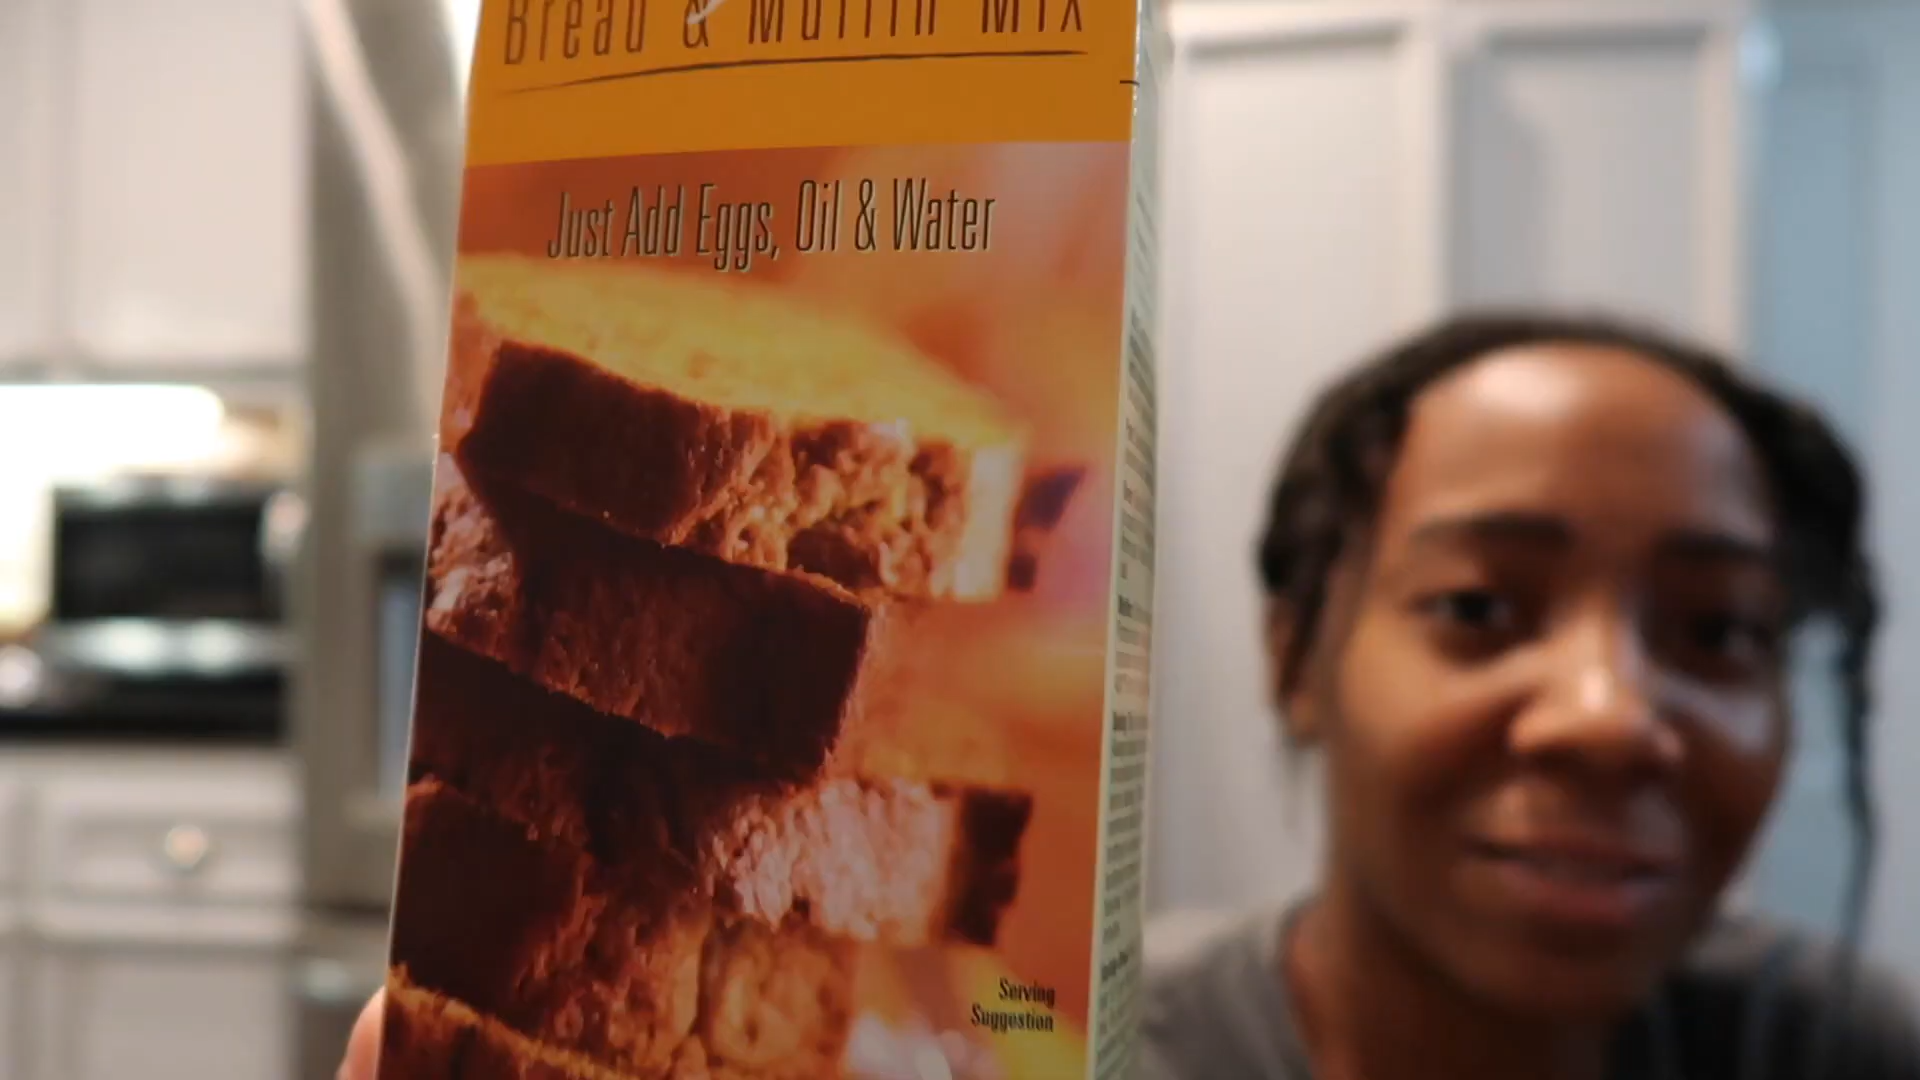 Bread & Muffin Mix
Just Add Eggs, Oil & Water
Serving
Suggestion